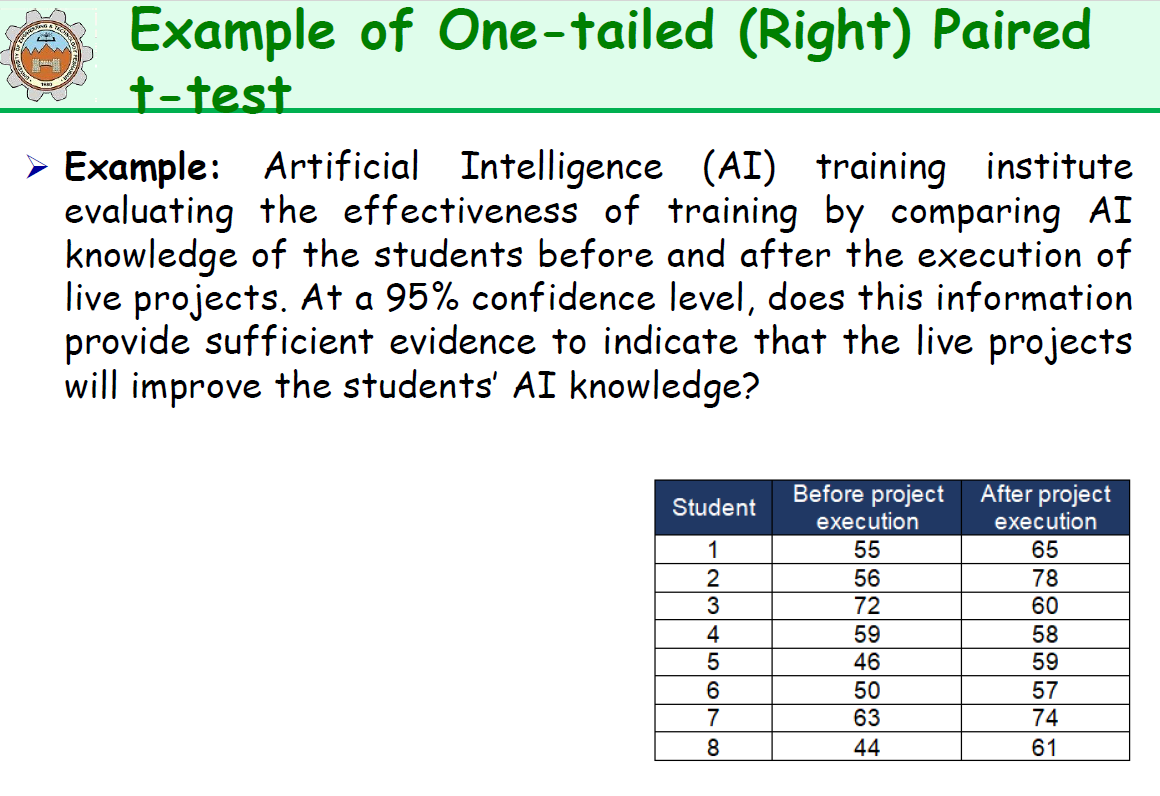 Example of One-tailed (Right) Paired
t-test
➢ Example: Artificial Intelligence (AI) training institute
evaluating the effectiveness of training by comparing AI
knowledge of the students before and after the execution of
live projects. At a 95% confidence level, does this information
provide sufficient evidence to indicate that the live projects
will improve the students' AI knowledge?
Student Before project execution After project execution
1 55 65
2 56 78
3 72 60
4 59 58
5 46 59
6 50 57
7 63 74
8 44 61